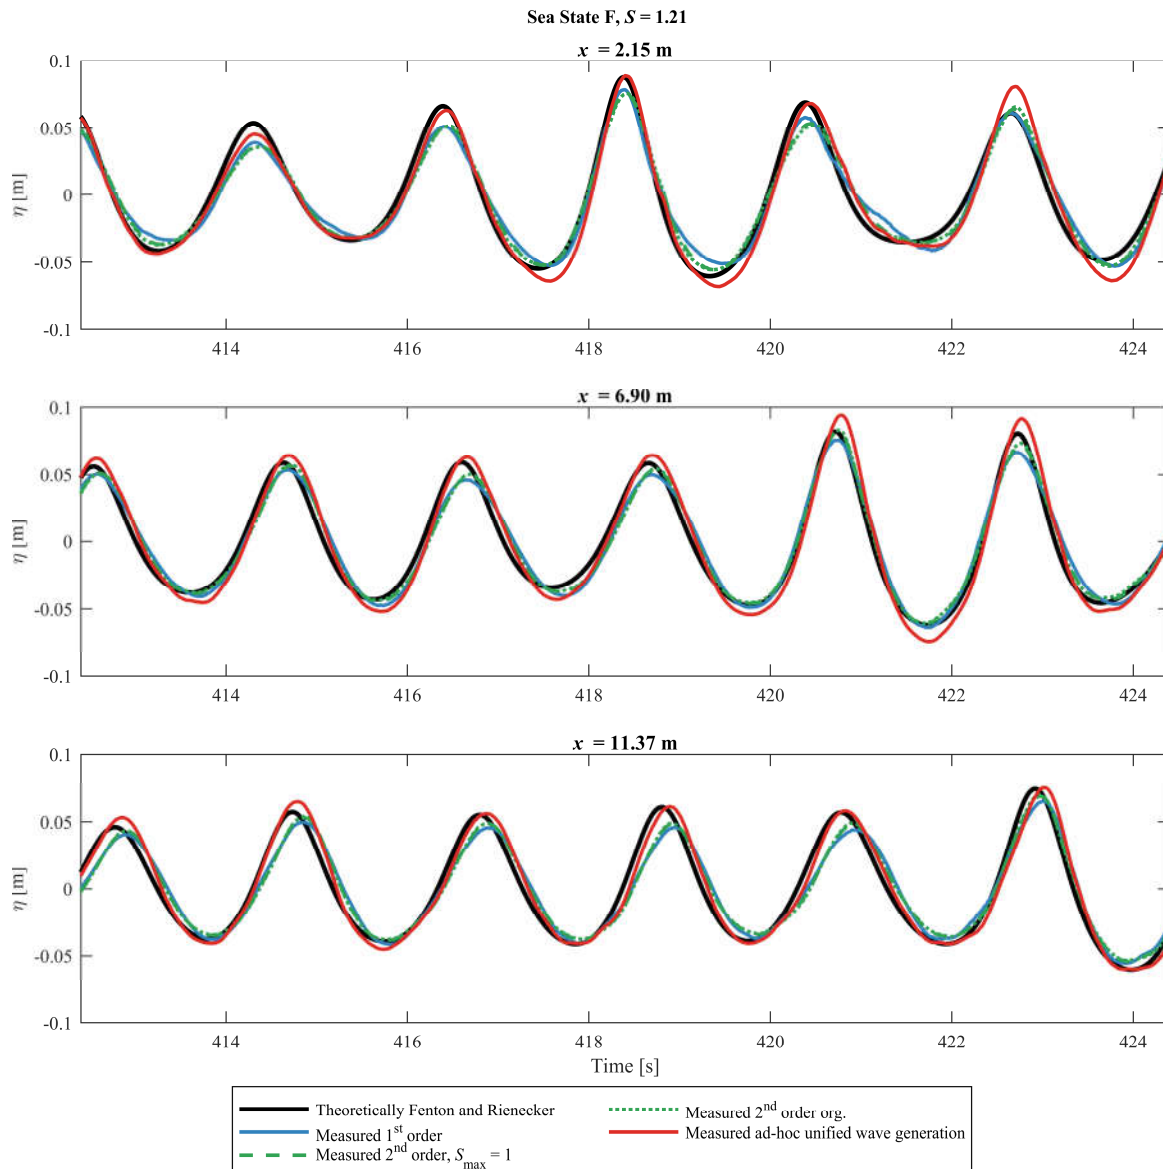 Sea State F, S = 1.21
x = 2.15 m
0.1
0.05
0
-0.05
-0.1
η [m]
414 416 418 420 422 424
x = 6.90 m
0.1
0.05
0
-0.05
-0.1
η [m]
414 416 418 420 422 424
x = 11.37 m
0.1
0.05
0
-0.05
-0.1
η [m]
414 416 418 420 422 424
Time [s]
Theoretically Fenton and Rienecker
Measured 1st order
Measured 2nd order, Smax = 1
Measured 2nd order org.
Measured ad-hoc unified wave generation